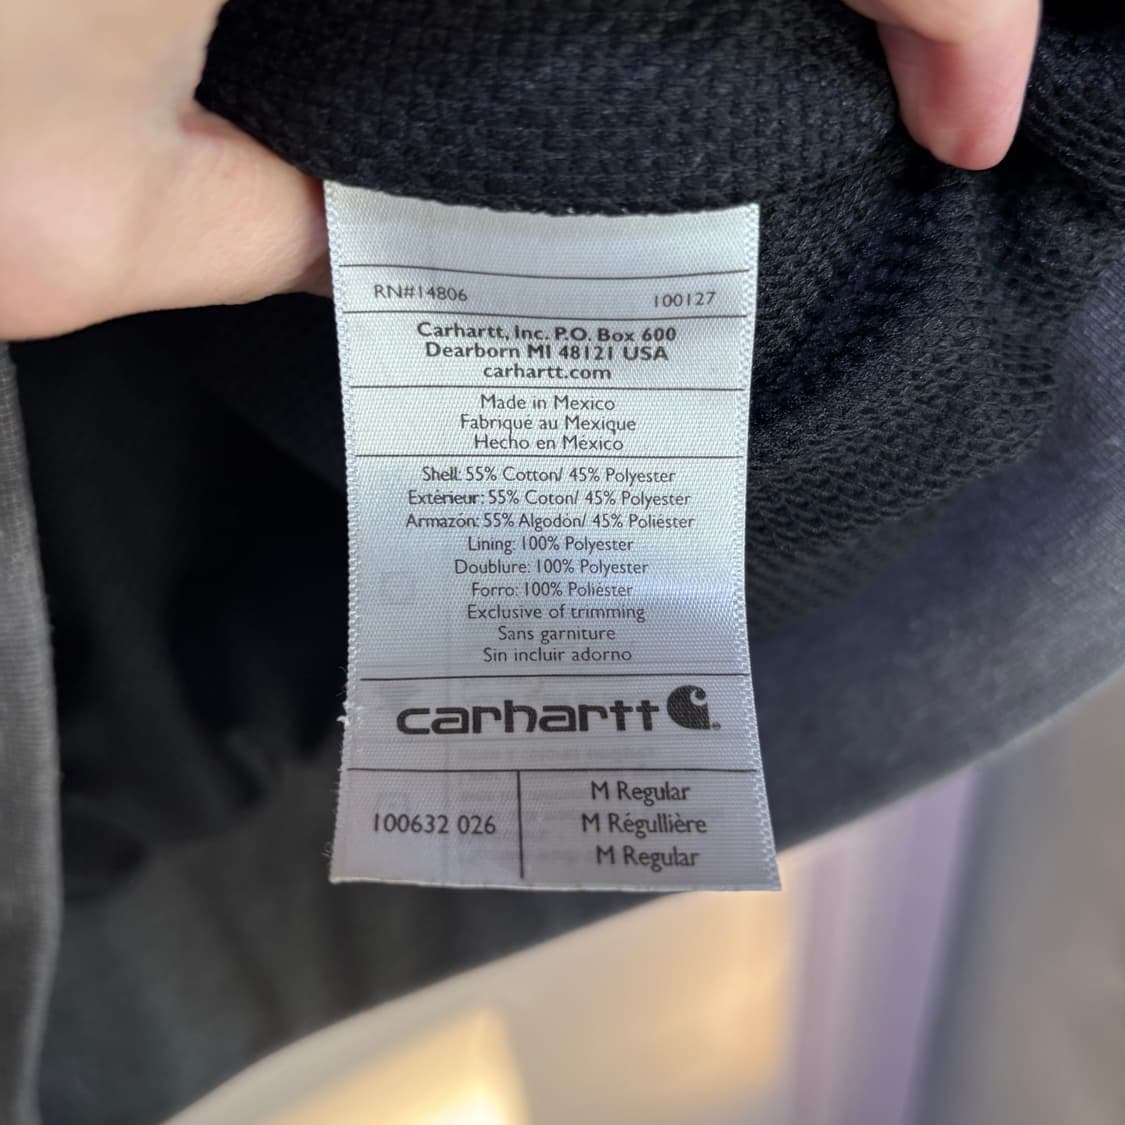 RN#14806 100127
Carhartt, Inc. P.O. Box 600
Dearborn MI 48121 USA
carhartt.com
Made in Mexico
Fabriqué au Mexique
Hecho en México
Shell: 55% Cotton/ 45% Polyester
Extérieur: 55% Coton/ 45% Polyester
Armazón: 55% Algodón/ 45% Poliéster
Lining: 100% Polyester
Doublure: 100% Polyester
Forro: 100% Poliéster
Exclusive of trimming
Sans garniture
Sin incluir adorno
carhartt
100632 026
M Regular
M Régullière
M Regular